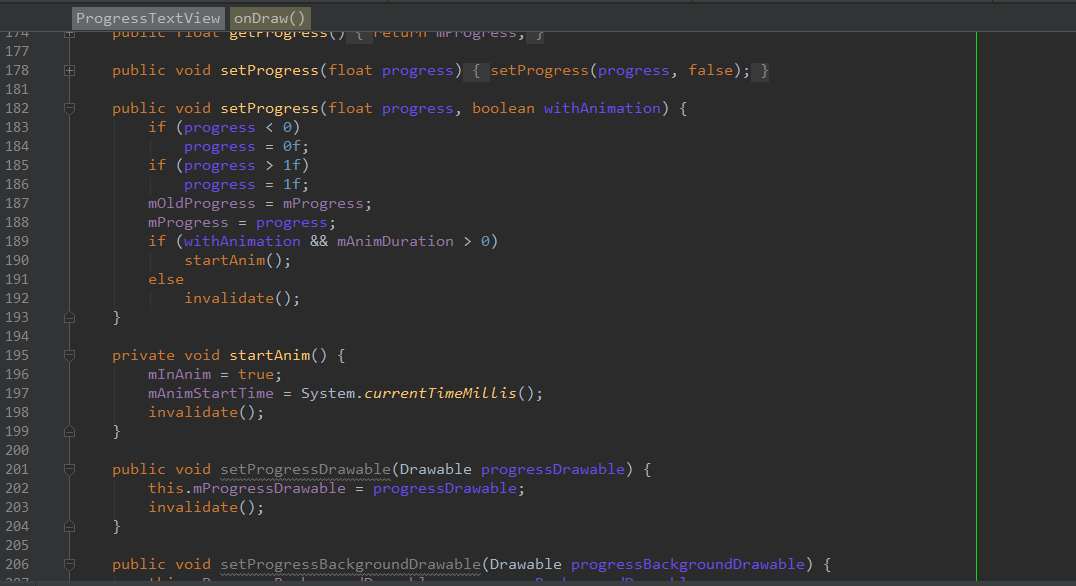 ProgressTextView onDraw()
174 public float getProgress() { return mProgress; }
177
178 public void setProgress(float progress) { setProgress(progress, false); }
181
182 public void setProgress(float progress, boolean withAnimation) {
183 if (progress < 0)
184 progress = 0f;
185 if (progress > 1f)
186 progress = 1f;
187 mOldProgress = mProgress;
188 mProgress = progress;
189 if (withAnimation && mAnimDuration > 0)
190 startAnim();
191 else
192 invalidate();
193 }
194
195 private void startAnim() {
196 mInAnim = true;
197 mAnimStartTime = System.currentTimeMillis();
198 invalidate();
199 }
200
201 public void setProgressDrawable(Drawable progressDrawable) {
202 this.mProgressDrawable = progressDrawable;
203 invalidate();
204 }
205
206 public void setProgressBackgroundDrawable(Drawable progressBackgroundDrawable) {